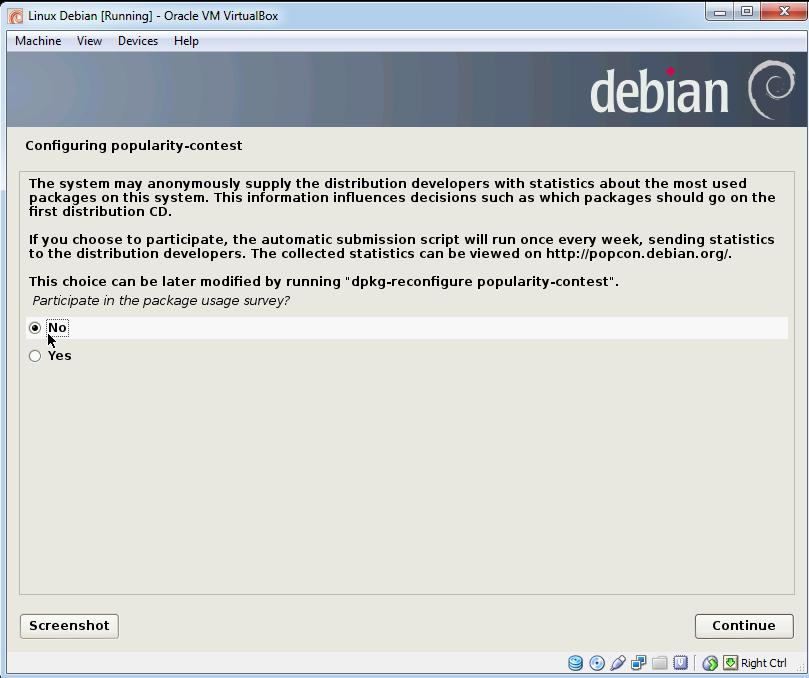 Linux Debian [Running] - Oracle VM VirtualBox
Machine View Devices Help
debian
Configuring popularity-contest
The system may anonymously supply the distribution developers with statistics about the most used
packages on this system. This information influences decisions such as which packages should go on the
first distribution CD.
If you choose to participate, the automatic submission script will run once every week, sending statistics
to the distribution developers. The collected statistics can be viewed on http://popcon.debian.org/.
This choice can be later modified by running "dpkg-reconfigure popularity-contest".
Participate in the package usage survey?
No
Yes
Screenshot
Continue
Right Ctrl